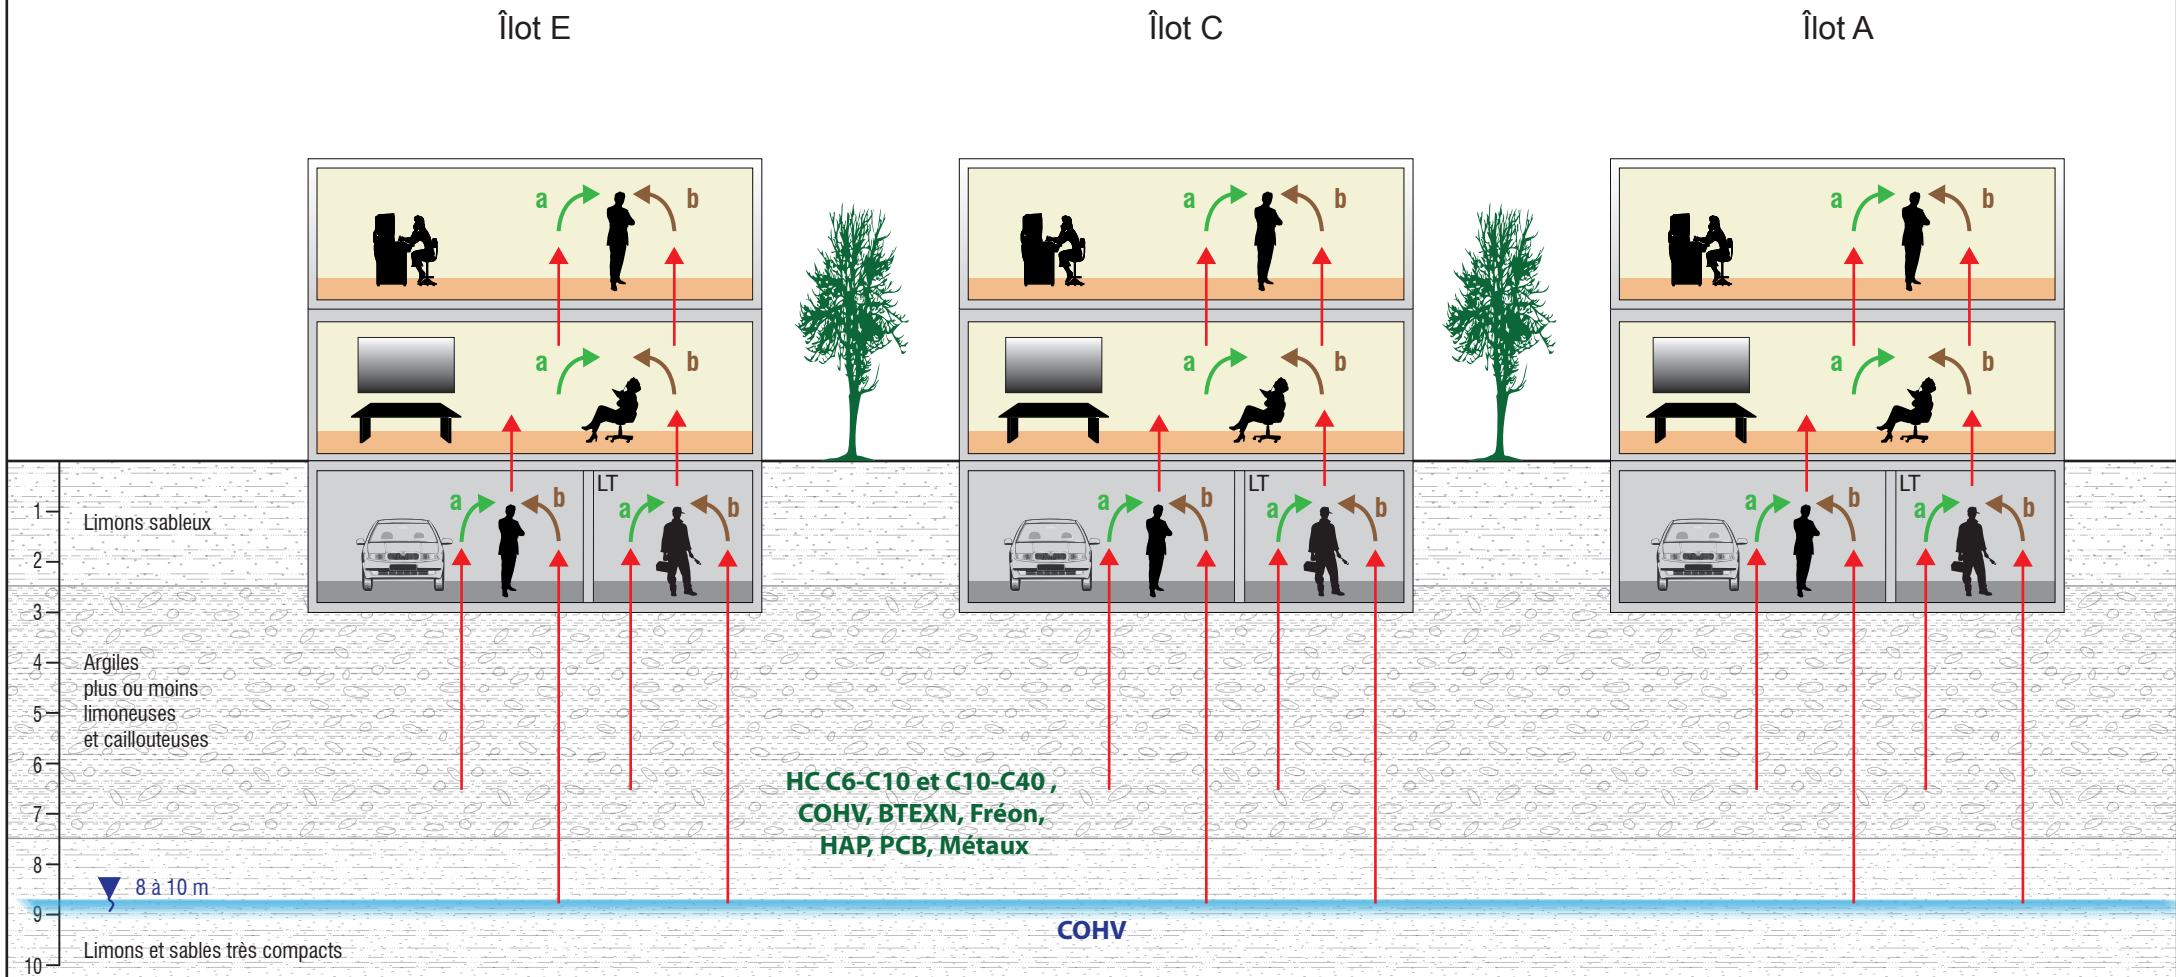 Îlot E
Îlot C
Îlot A
a
b
a
b
a
b
a
b
a
b
a
b
a
b
LT
a
b
a
b
LT
a
b
a
b
LT
a
b
1
2
3
4
5
6
7
8
9
10
Limons sableux
Argiles
plus ou moins
limoneuses
et caillouteuses
HC C6-C10 et C10-C40 ,
COHV, BTEXN, Fréon,
HAP, PCB, Métaux
8 à 10 m
COHV
Limons et sables très compacts